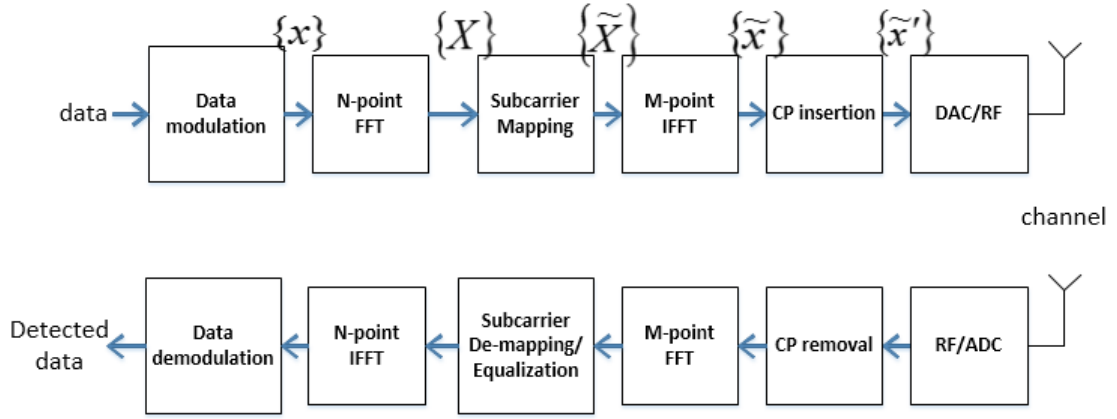 {x} {X} {X̃} {x̃} {x̃′}
data
Data
modulation
N-point
FFT
Subcarrier
Mapping
M-point
IFFT
CP insertion
DAC/RF
channel
Detected
data
Data
demodulation
N-point
IFFT
Subcarrier
De-mapping/
Equalization
M-point
FFT
CP removal
RF/ADC